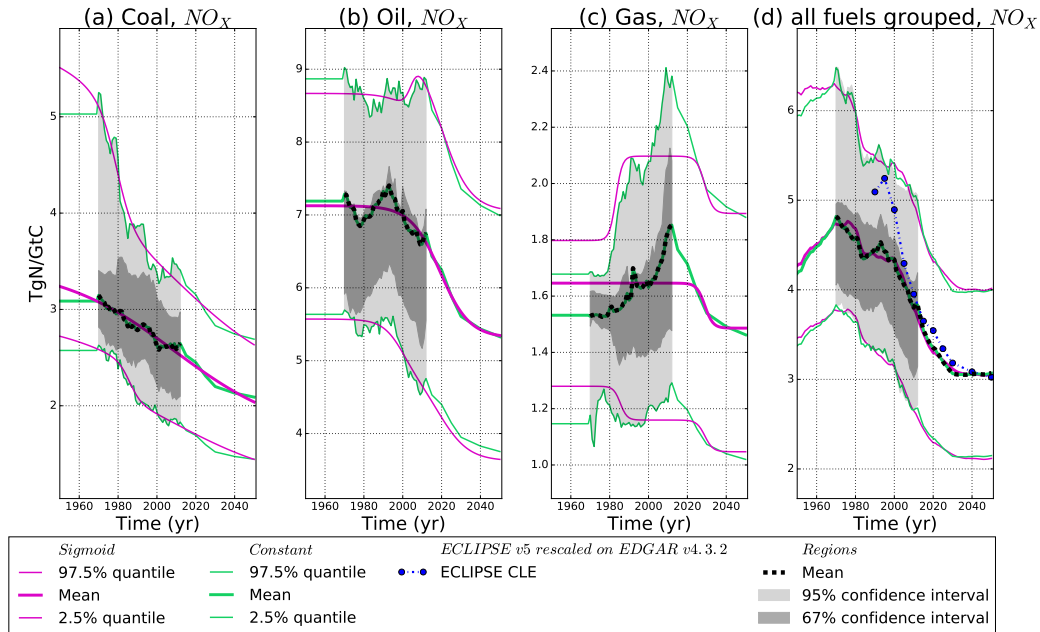 (a) Coal, NO_X
(b) Oil, NO_X
(c) Gas, NO_X
(d) all fuels grouped, NO_X
TgN/GtC
5
4
3
2
9
8
7
6
5
4
2.4
2.2
2.0
1.8
1.6
1.4
1.2
1.0
6
5
4
3
2
1960 1980 2000 2020 2040
1960 1980 2000 2020 2040
1960 1980 2000 2020 2040
1960 1980 2000 2020 2040
Time (yr)
Time (yr)
Time (yr)
Time (yr)
Sigmoid
97.5% quantile
Mean
2.5% quantile
Constant
97.5% quantile
Mean
2.5% quantile
ECLIPSE v5 rescaled on EDGAR v4.3.2
ECLIPSE CLE
Regions
Mean
95% confidence interval
67% confidence interval